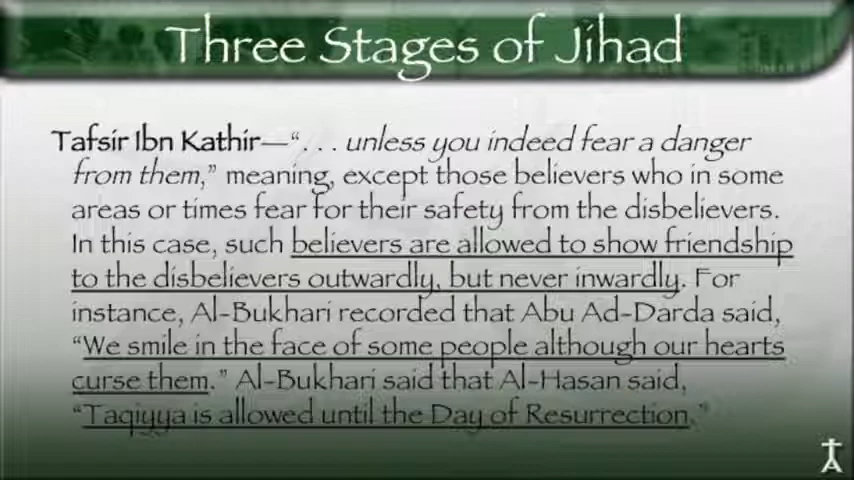 Three Stages of Jihad
Tafsir Ibn Kathir—“. . . unless you indeed fear a danger
from them,” meaning, except those believers who in some
areas or times fear for their safety from the disbelievers.
In this case, such believers are allowed to show friendship
to the disbelievers outwardly, but never inwardly. For
instance, Al-Bukhari recorded that Abu Ad-Darda said,
“We smile in the face of some people although our hearts
curse them.” Al-Bukhari said that Al-Hasan said,
“Taqiyya is allowed until the Day of Resurrection.”